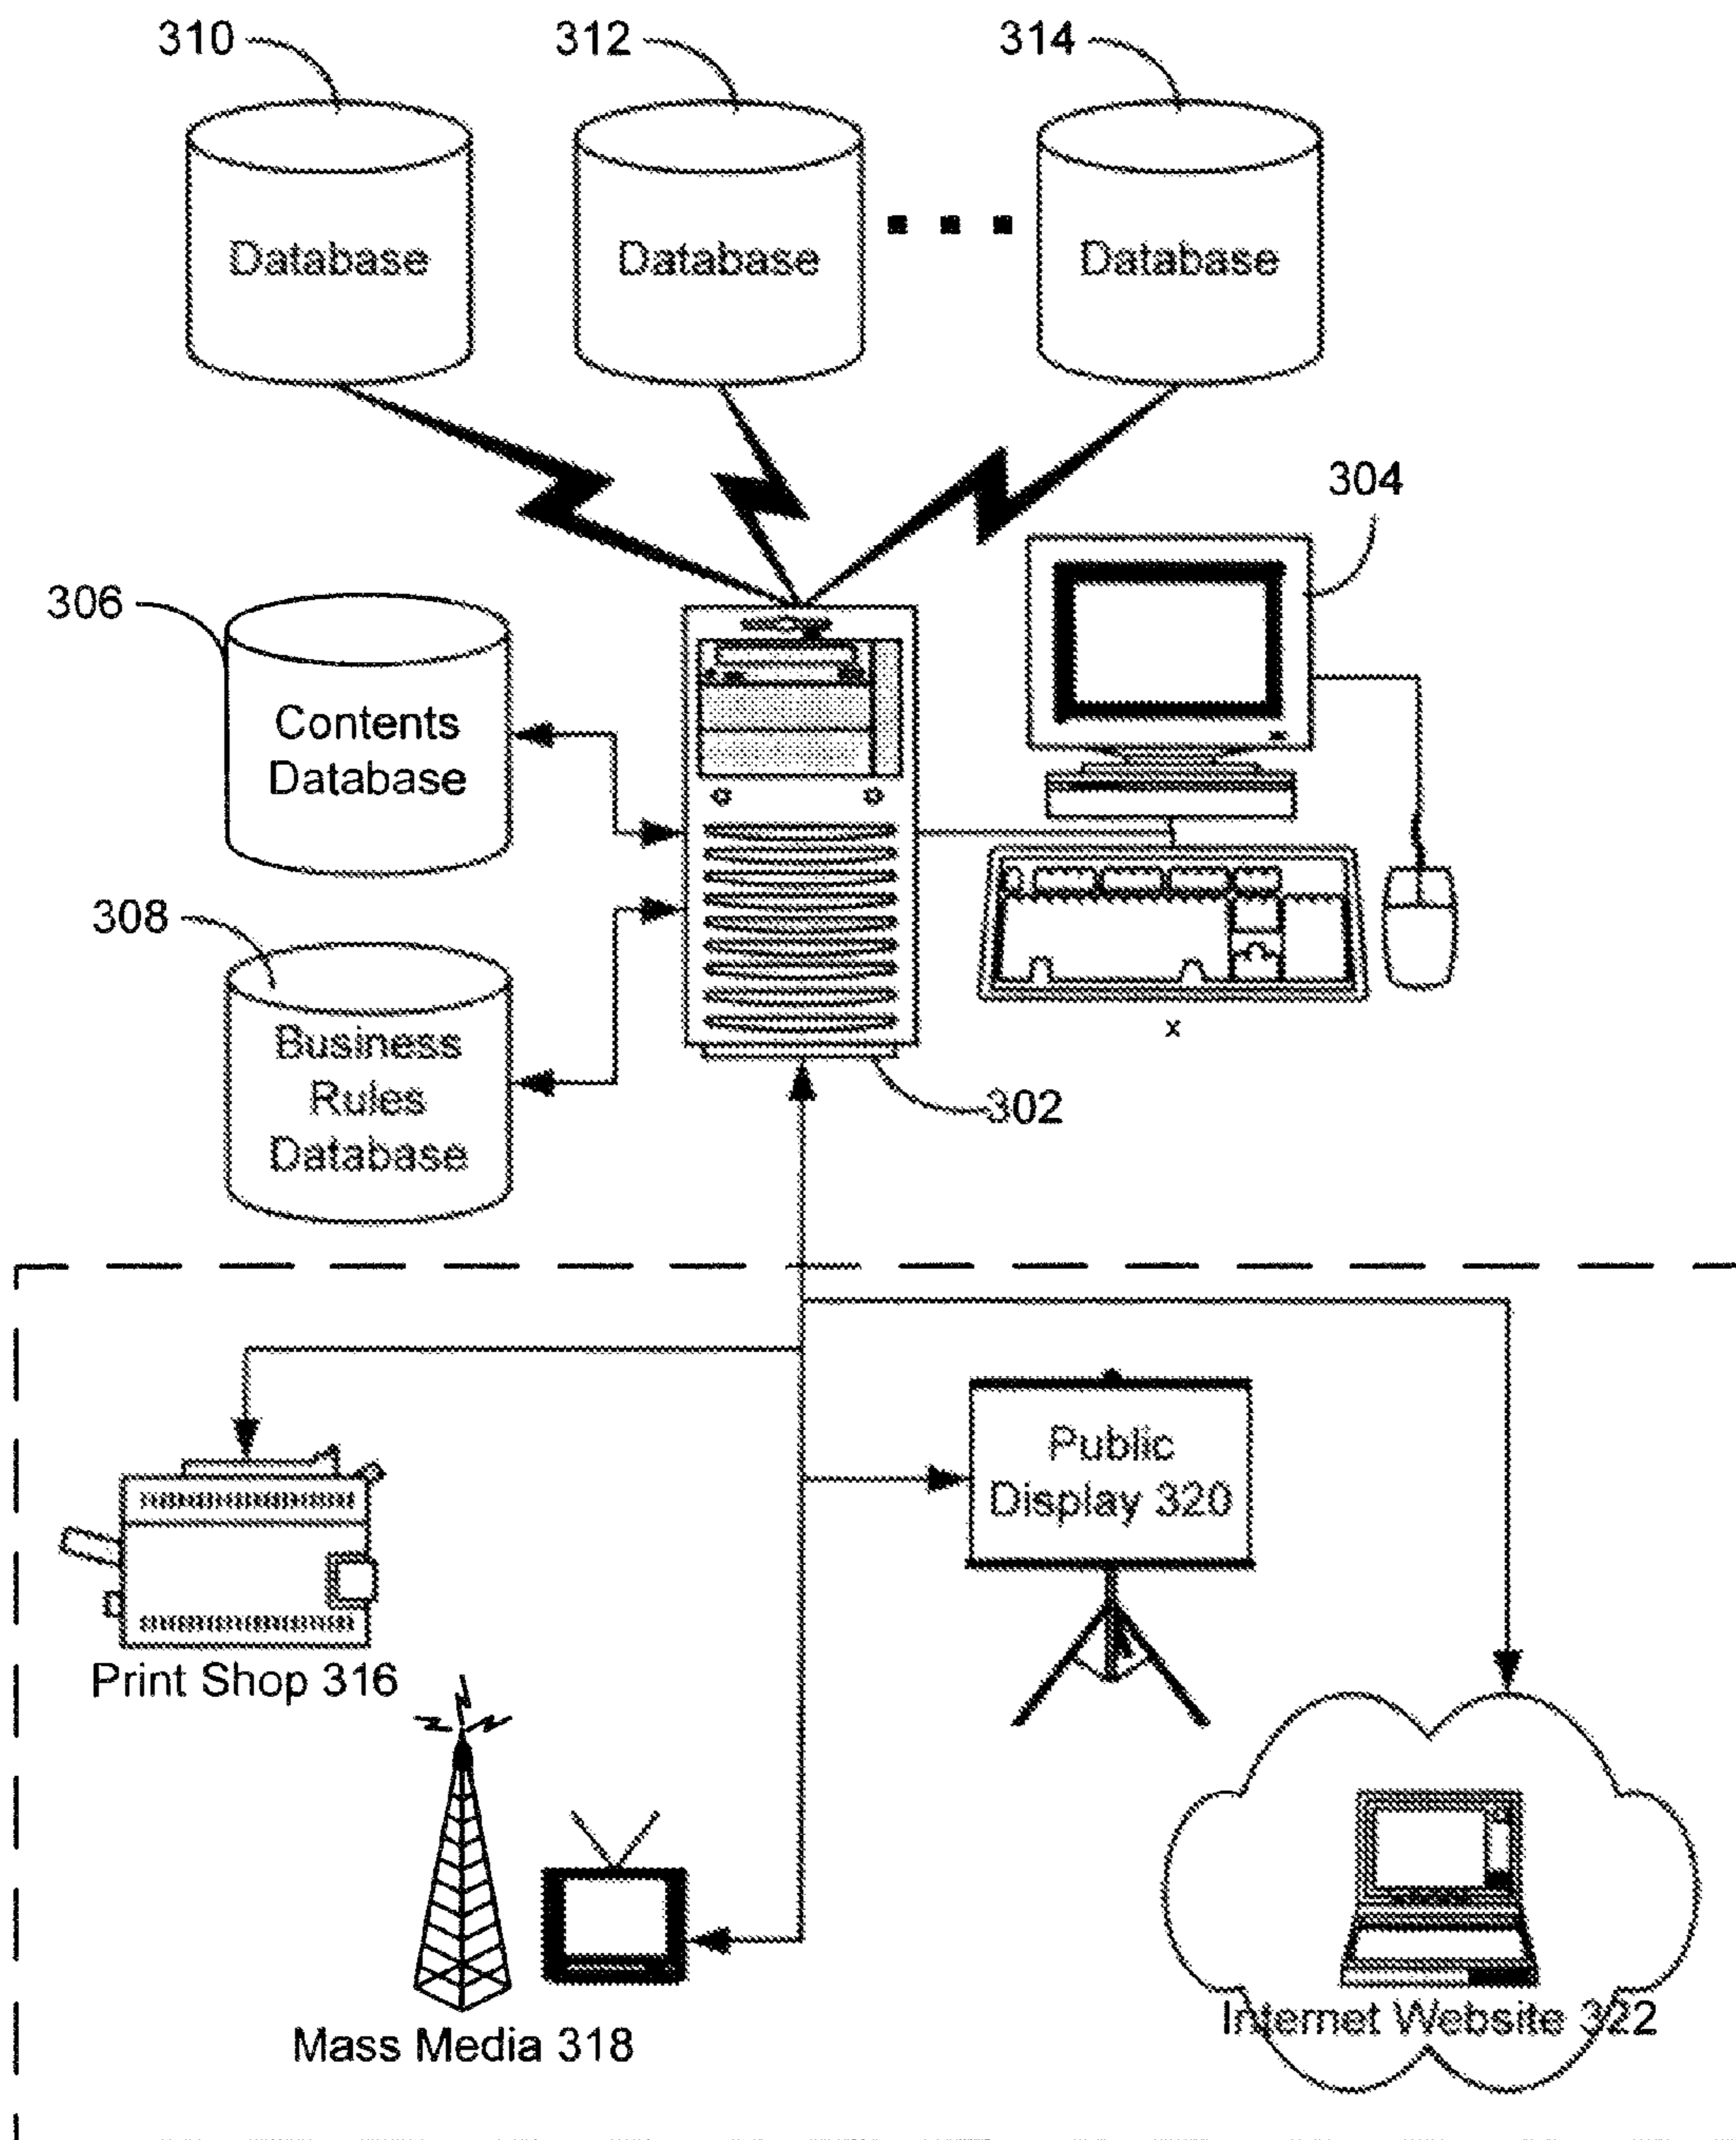 310
312
314
Database
Database
Database
304
306
Contents
Database
308
Business
Rules
Database
302
x
Public
Display 320
Print Shop 316
Mass Media 318
Internet Website 322